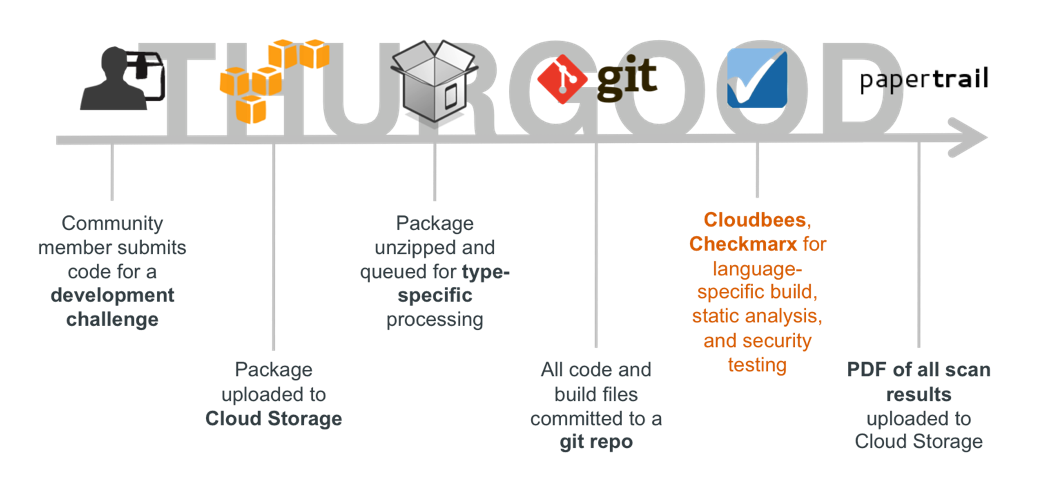 THURGOOD
git
papertrail
Community
member submits
code for a
development
challenge
Package
uploaded to
Cloud Storage
Package
unzipped and
queued for type-
specific
processing
All code and
build files
committed to a
git repo
Cloudbees,
Checkmarx for
language-
specific build,
static analysis,
and security
testing
PDF of all scan
results
uploaded to
Cloud Storage